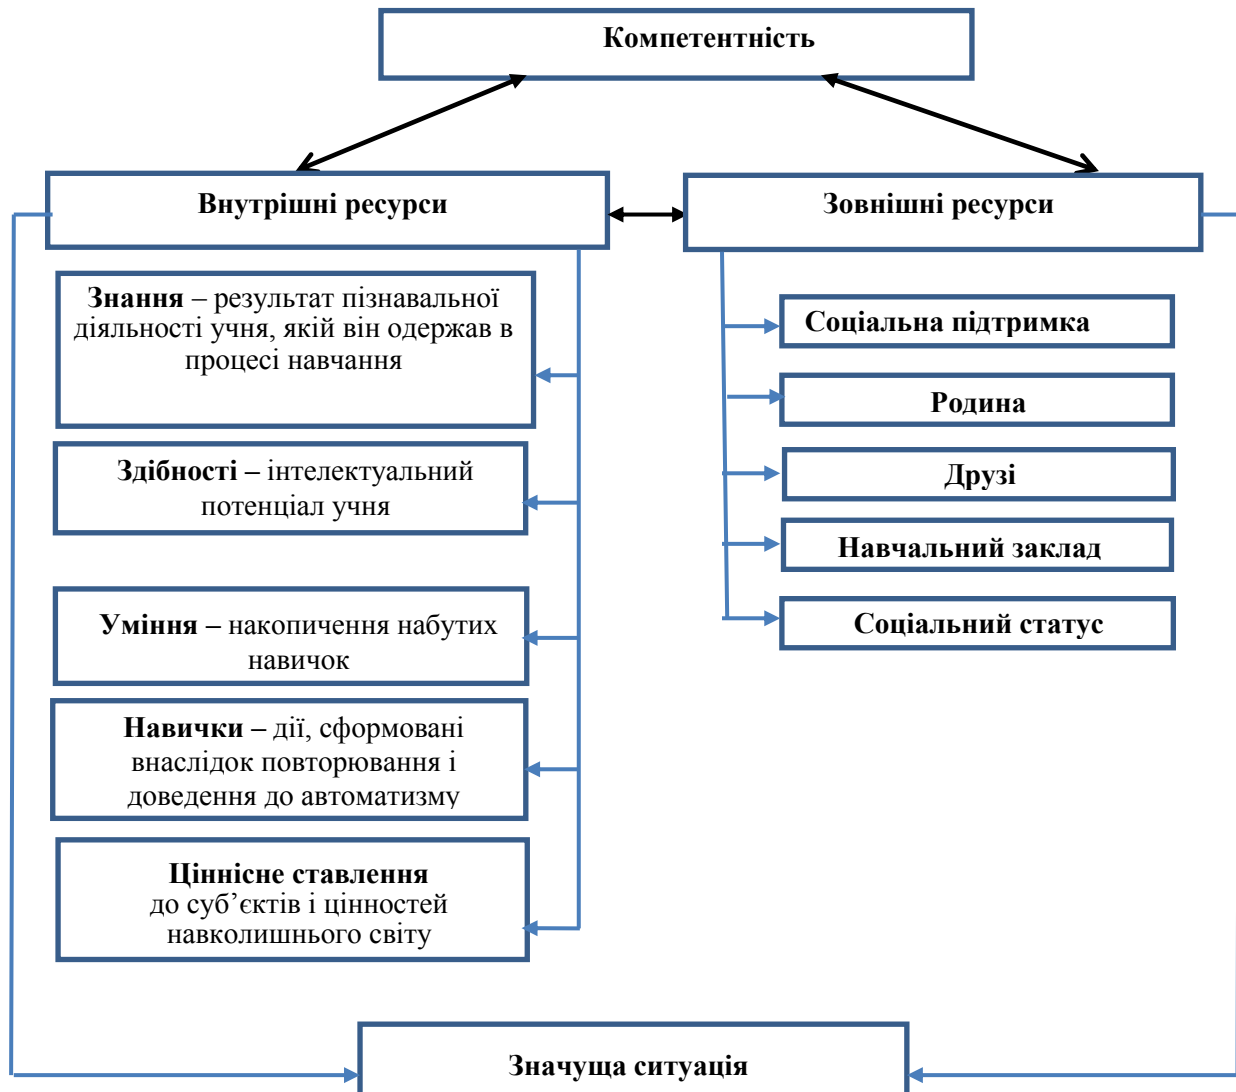 Компетентність
Внутрішні ресурси
Зовнішні ресурси
Знання – результат пізнавальної
діяльності учня, якій він одержав в
процесі навчання
Здібності – інтелектуальний
потенціал учня
Уміння – накопичення набутих
навичок
Навички – дії, сформовані
внаслідок повторювання і
доведення до автоматизму
Ціннісне ставлення
до суб’єктів і цінностей
навколишнього світу
Соціальна підтримка
Родина
Друзі
Навчальний заклад
Соціальний статус
Значуща ситуація